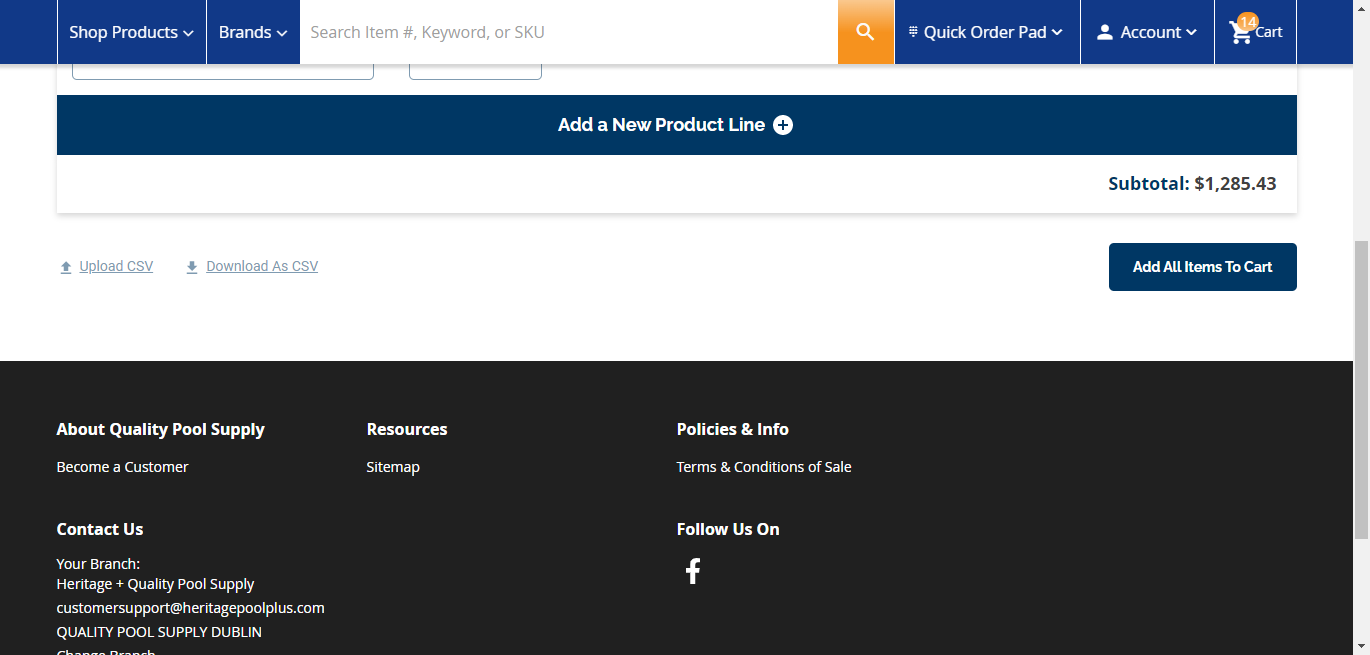 Shop Products
Brands
Search Item #, Keyword, or SKU
Quick Order Pad
Account
14
Cart
Add a New Product Line
Subtotal: $1,285.43
Upload CSV
Download As CSV
Add All Items To Cart
About Quality Pool Supply
Resources
Policies & Info
Become a Customer
Sitemap
Terms & Conditions of Sale
Contact Us
Follow Us On
Your Branch:
Heritage + Quality Pool Supply
customersupport@heritagepoolplus.com
QUALITY POOL SUPPLY DUBLIN
Change Branch